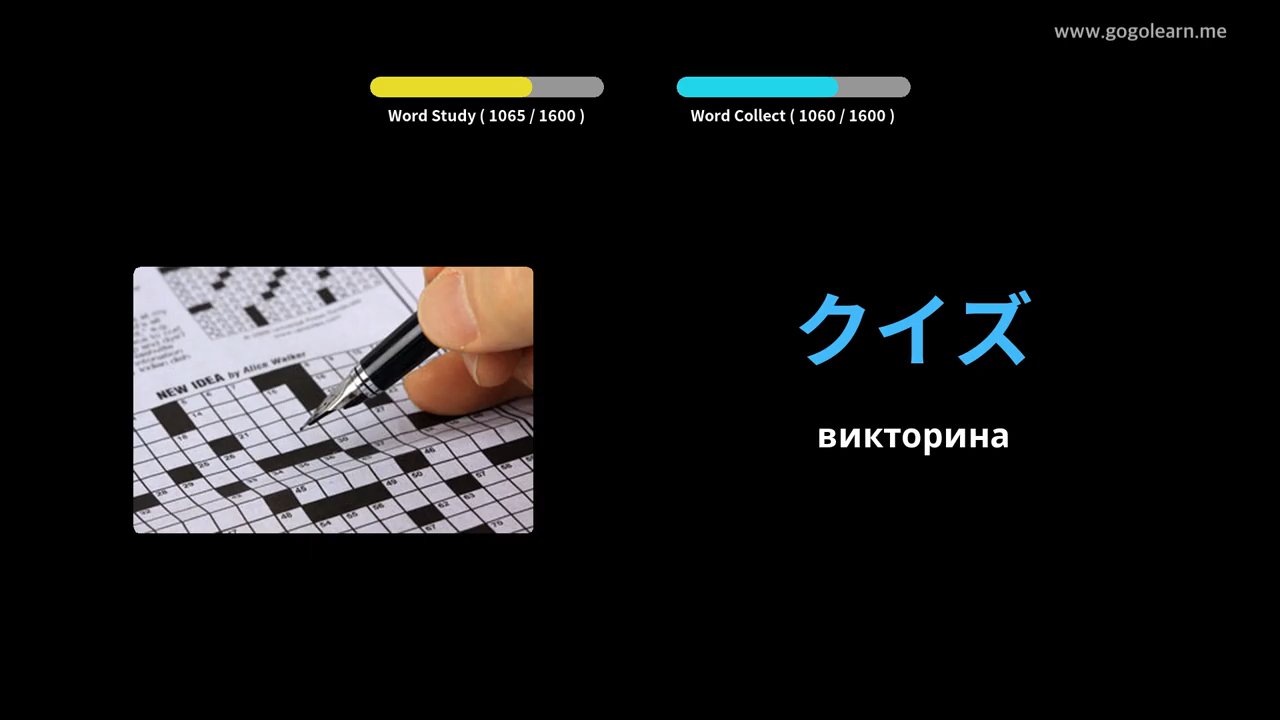 www.gogolearn.me
Word Study ( 1065 / 1600 )
Word Collect ( 1060 / 1600 )
NEW IDEA by Alice Walker
クイズ
викторина